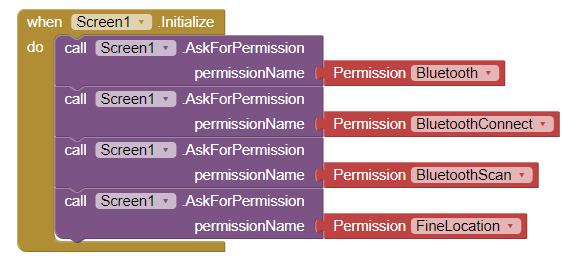 when Screen1 .Initialize
do call Screen1 .AskForPermission
permissionName Permission Bluetooth
call Screen1 .AskForPermission
permissionName Permission BluetoothConnect
call Screen1 .AskForPermission
permissionName Permission BluetoothScan
call Screen1 .AskForPermission
permissionName Permission FineLocation